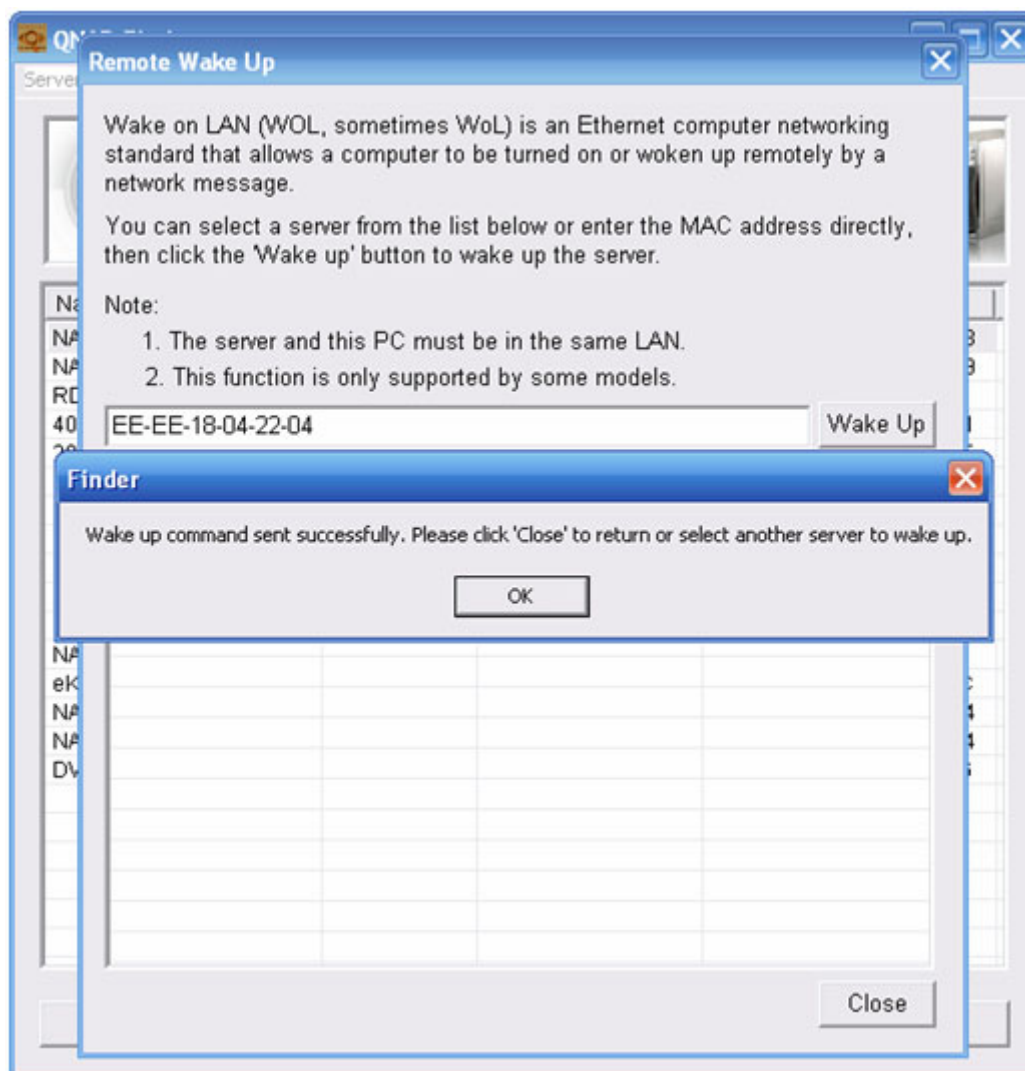 Remote Wake Up
Server
Wake on LAN (WOL, sometimes WoL) is an Ethernet computer networking
standard that allows a computer to be turned on or woken up remotely by a
network message.
You can select a server from the list below or enter the MAC address directly,
then click the 'Wake up' button to wake up the server.
Note:
1. The server and this PC must be in the same LAN.
2. This function is only supported by some models.
EE-EE-18-04-22-04 Wake Up
Finder
Wake up command sent successfully. Please click 'Close' to return or select another server to wake up.
OK
Close